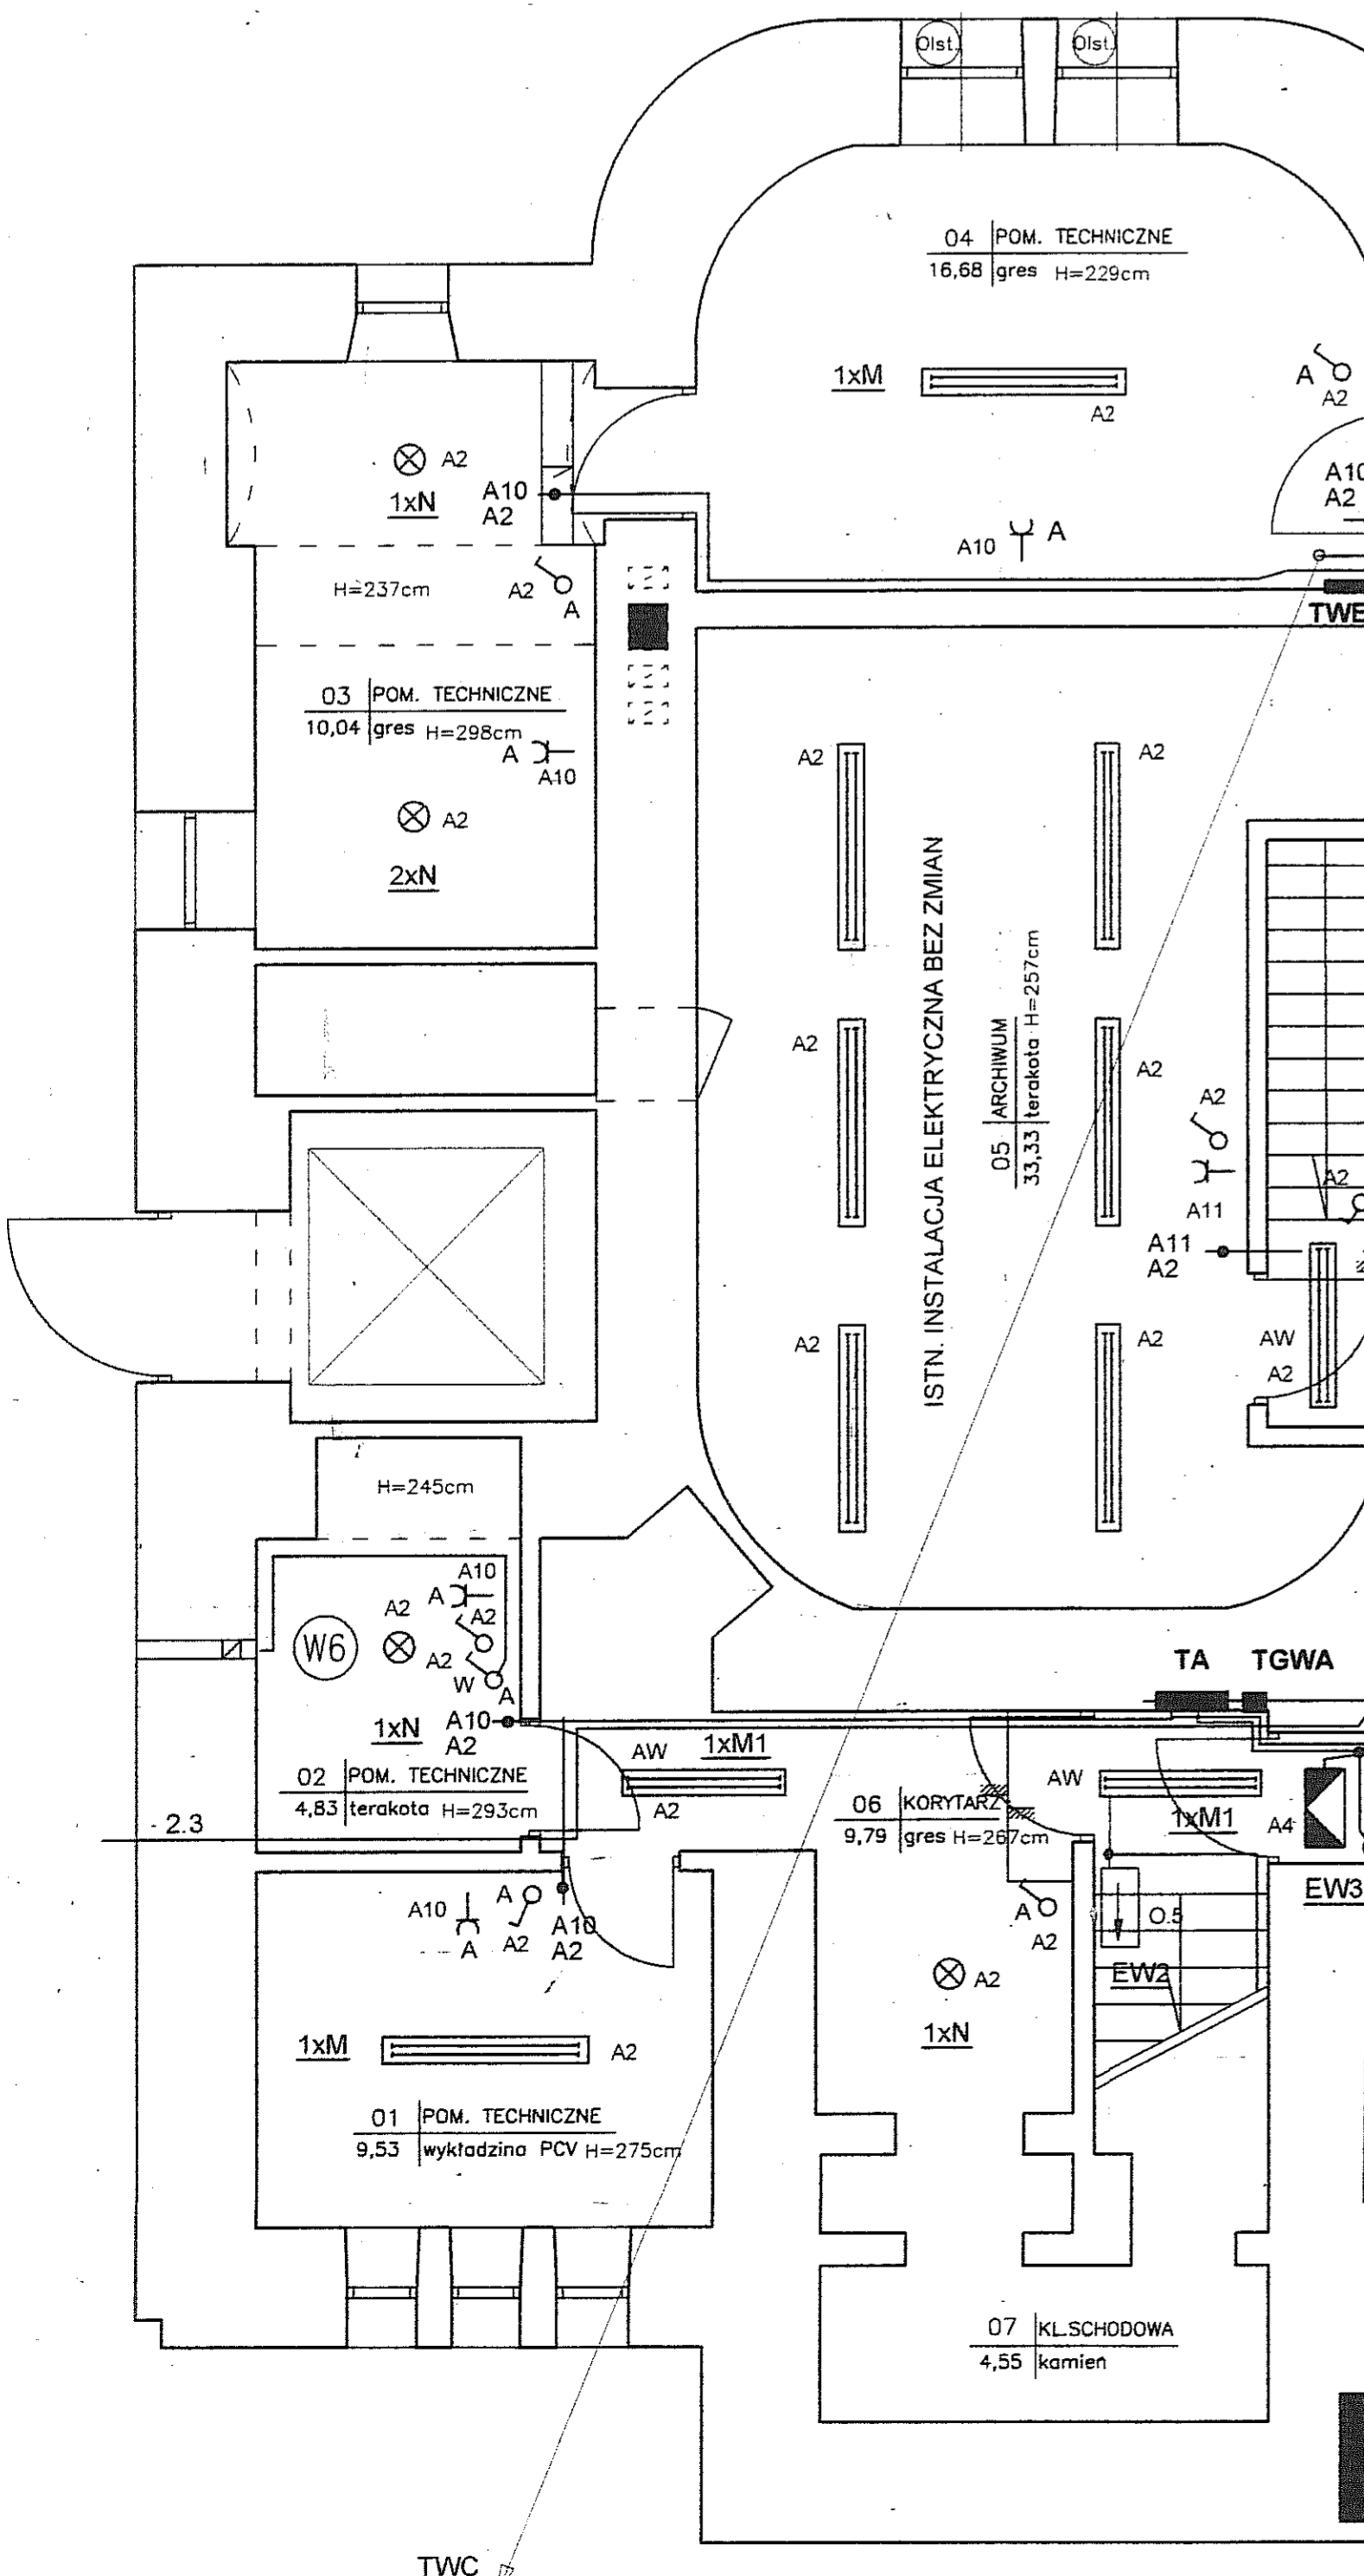 Olst.
Olst.
04 POM. TECHNICZNE
16,68 gres H=229cm
1xM
A2
A
A2
A10
A2
A2
1xN
A10
A2
A10
A
H=237cm
A2
A
TWE
03 POM. TECHNICZNE
10,04 gres H=298cm
A
A10
A2
2xN
A2
A2
ISTN. INSTALACJA ELEKTRYCZNA BEZ ZMIAN
05 ARCHIWUM
33,33 terakota H=257cm
A2
A2
A2
A11
A2
A11
A2
A2
A2
AW
A2
H=245cm
A10
A
A2
A2
W6
A2
W
A
1xN
A10
A2
TA
TGWA
02 POM. TECHNICZNE
4,83 terakota H=293cm
2.3
AW
1xM1
A2
06 KORYTARZ
9,79 gres H=267cm
AW
1xM1
A4
EW3
A10
A
A
A2
A10
A2
A
A2
O.5
EW2
A2
1xN
1xM
A2
01 POM. TECHNICZNE
9,53 wykładzina PCV H=275cm
07 KL.SCHODOWA
4,55 kamień
TWC